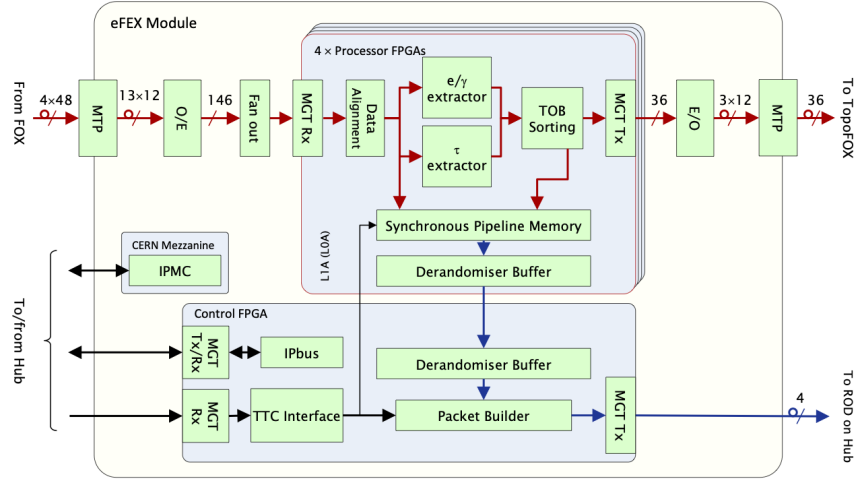 eFEX Module
4 × Processor FPGAs
From FOX
4×48
MTP
13×12
O/E
146
Fan out
MGT Rx
Data
Alignment
e/γ
extractor
τ
extractor
TOB
Sorting
MGT Tx
36
E/O
3×12
MTP
36
To TopoFOX
Synchronous Pipeline Memory
L1A (L0A)
Derandomiser Buffer
CERN Mezzanine
IPMC
To/from Hub
Control FPGA
MGT
Tx/Rx
IPbus
Derandomiser Buffer
MGT
Rx
TTC Interface
Packet Builder
MGT Tx
4
To ROD on Hub